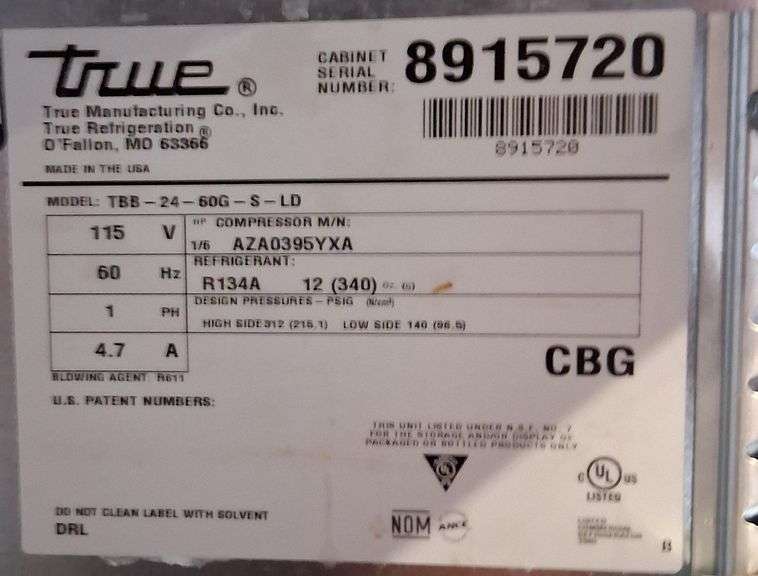 true®
CABINET
SERIAL
NUMBER:
8915720
8915720
True Manufacturing Co., Inc.
True Refrigeration®
O'Fallon, MO 63366
MADE IN THE USA
MODEL: TBB-24-60G-S-LD
115 V
HP COMPRESSOR M/N:
1/6 AZA0395YXA
60 Hz
REFRIGERANT:
R134A 12 (340) oz. (G)
1 PH
DESIGN PRESSURES-PSIG (N/cm²)
HIGH SIDE 312 (215.1) LOW SIDE 140 (96.5)
4.7 A
CBG
BLOWING AGENT R611
U.S. PATENT NUMBERS:
THIS UNIT LISTED UNDER N.S.F. NO. 7
FOR THE STORAGE AND/OR DISPLAY OF
PACKAGED OR BOTTLED PRODUCTS ONLY
C UL US
LISTED
DO NOT CLEAN LABEL WITH SOLVENT
DRL
NOM ANCE